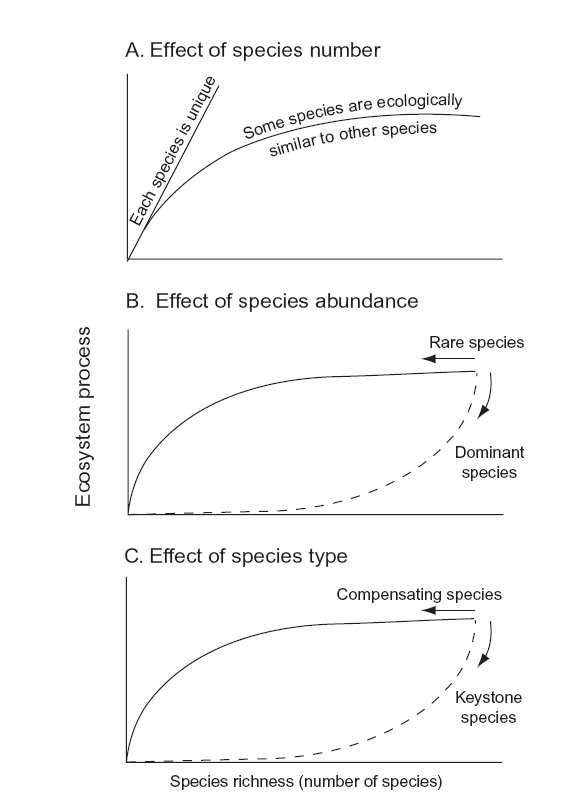 A. Effect of species number
Each species is unique
Some species are ecologically
similar to other species
B. Effect of species abundance
Rare species
Dominant
species
Ecosystem process
C. Effect of species type
Compensating species
Keystone
species
Species richness (number of species)